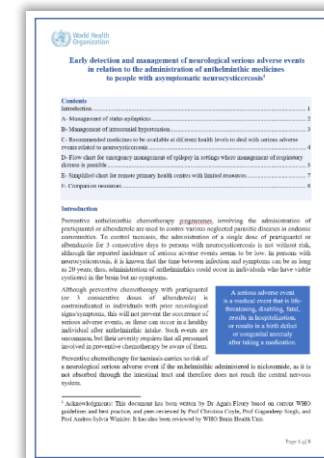 World Health
Organization
Early detection and management of neurological serious adverse events
in relation to the administration of anthelminthic medicines
to people with asymptomatic neurocysticercosis¹
Contents
Introduction 1
A- Management of status epilepticus 2
B- Management of intracranial hypertension 3
C- Recommended medicines to be available at different health levels to deal with serious adverse
events related to neurocysticercosis 4
D- Flow chart for emergency management of epilepsy in settings where management of respiratory
distress is possible 5
E- Simplified chart for remote primary health centres with limited resources 7
F- Companion resources 8
Introduction
Preventive anthelminthic chemotherapy programmes, involving the administration of
praziquantel or albendazole are used to control various neglected parasitic diseases in endemic
communities. To control taeniasis, the administration of a single dose of praziquantel or
albendazole for 3 consecutive days to persons with neurocysticercosis is not without risk,
although the reported incidence of serious adverse events seems to be low. In persons with
neurocysticercosis, it is known that the time between infection and symptoms can be as long
as 20 years; thus, administration of anthelminthics could occur in individuals who have viable
cysticerci in the brain but no symptoms.
Although preventive chemotherapy with praziquantel
(or 3 consecutive doses of albendazole) is
contraindicated in individuals with prior neurological
signs/symptoms, this will not prevent the occurrence of
serious adverse events, as these can occur in a healthy
individual after anthelminthic intake. Such events are
uncommon, but their severity requires that all personnel
involved in preventive chemotherapy be aware of them.
A serious adverse event
is a medical event that is life-
threatening, disabling, fatal,
results in hospitalization,
or results in a birth defect
or congenital anomaly
after taking a medication.
Preventive chemotherapy for taeniasis carries no risk of
a neurological serious adverse event if the anthelminthic administered is niclosamide, as it is
not absorbed through the intestinal tract and therefore does not reach the central nervous
system.
¹ Acknowledgments: This document has been written by Dr Agnès Fleury based on current WHO
guidelines and best practice, and peer-reviewed by Prof Christina Coyle, Prof Gagandeep Singh, and
Prof Andrea Sylvia Winkler. It has also been reviewed by WHO Brain Health Unit.
Page 1 of 8